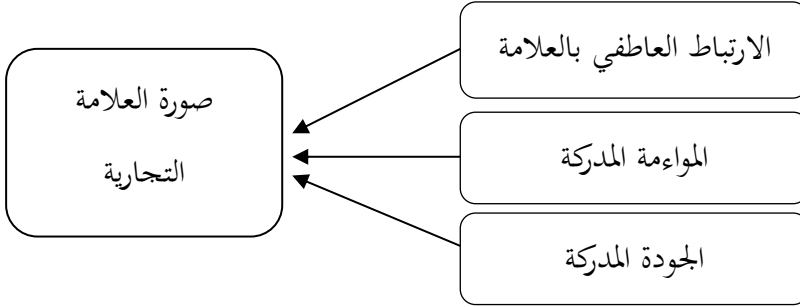 الارتباط العاطفي بالعلامة
المواءمة المدركة
الجودة المدركة
صورة العلامة
التجارية